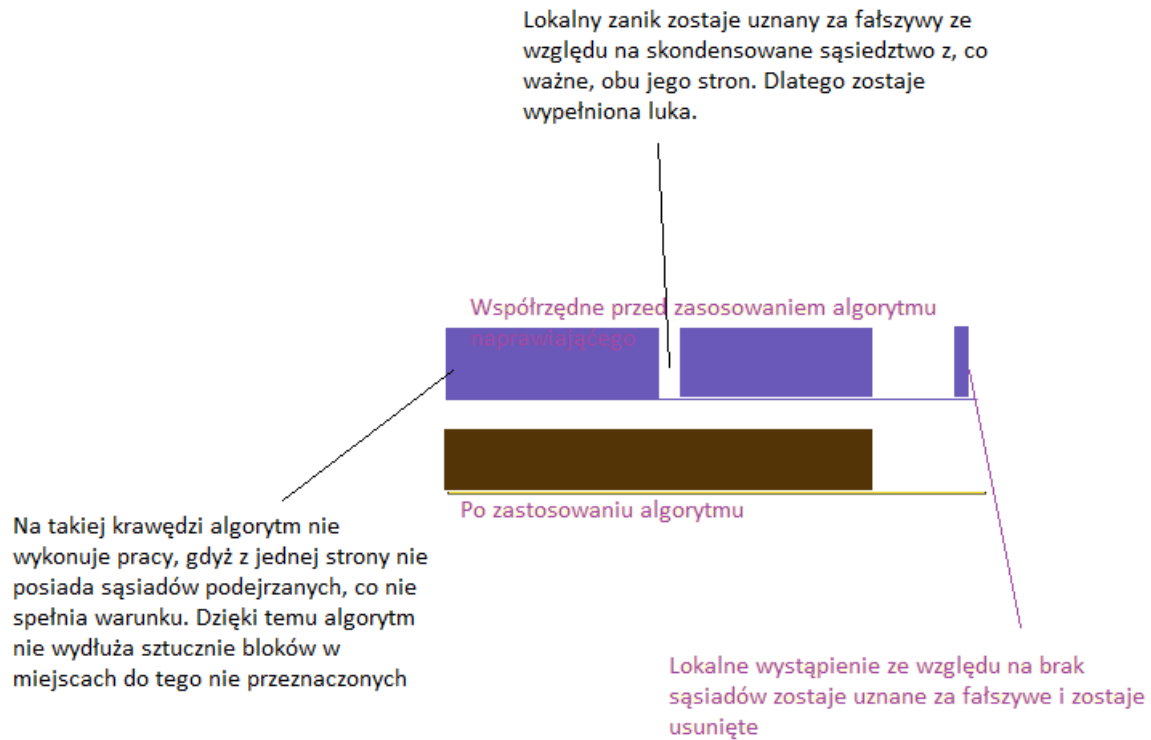 Lokalny zanik zostaje uznany za fałszywy ze
względu na skondensowane sąsiedztwo z, co
ważne, obu jego stron. Dlatego zostaje
wypełniona luka.
Współrzędne przed zasosowaniem algorytmu
naprawiającego
Po zastosowaniu algorytmu
Na takiej krawędzi algorytm nie
wykonuje pracy, gdyż z jednej strony nie
posiada sąsiadów podejrzanych, co nie
spełnia warunku. Dzięki temu algorytm
nie wydłuża sztucznie bloków w
miejscach do tego nie przeznaczonych
Lokalne wystąpienie ze względu na brak
sąsiadów zostaje uznane za fałszywe i zostaje
usunięte